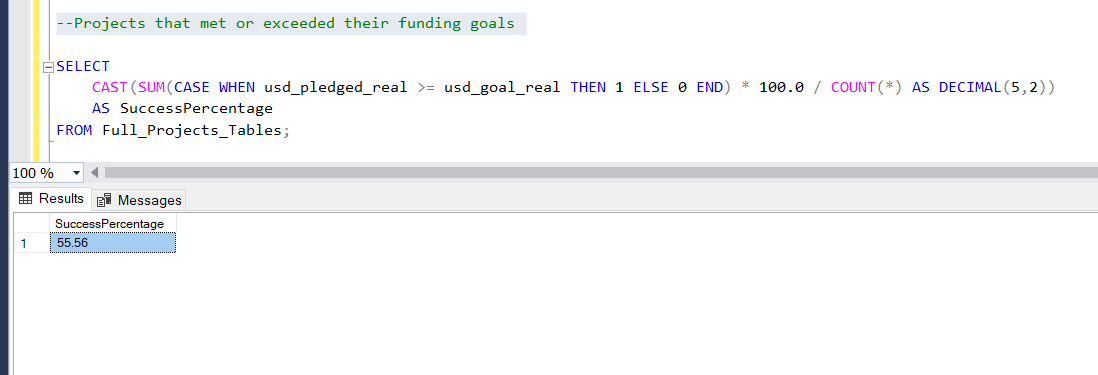 --Projects that met or exceeded their funding goals
SELECT
CAST(SUM(CASE WHEN usd_pledged_real >= usd_goal_real THEN 1 ELSE 0 END) * 100.0 / COUNT(*) AS DECIMAL(5,2))
AS SuccessPercentage
FROM Full_Projects_Tables;
100 %
Results Messages
SuccessPercentage
1 55.56